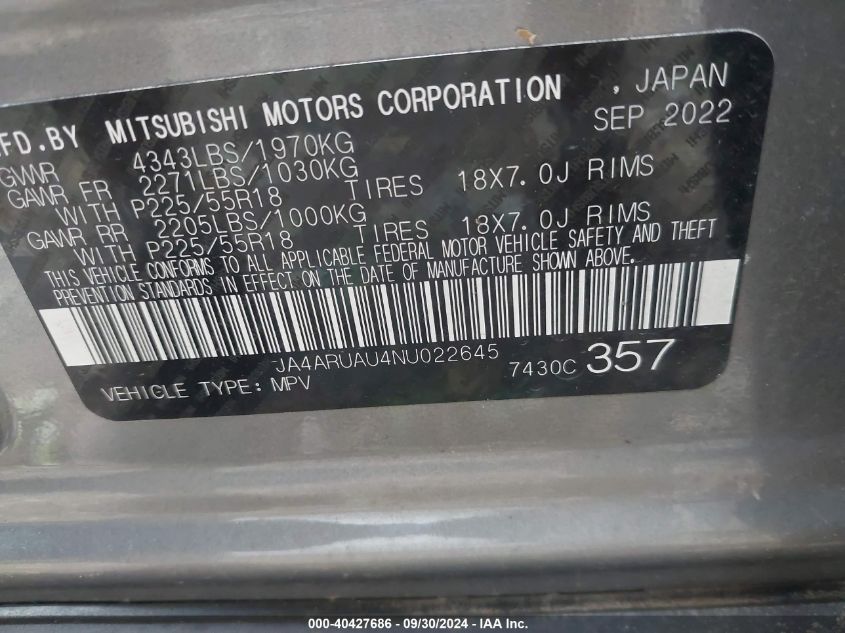 MFD.BY MITSUBISHI MOTORS CORPORATION , JAPAN
SEP 2022
GVWR 4343LBS/1970KG
GAWR FR 2271LBS/1030KG
WITH P225/55R18 TIRES 18X7.0J RIMS
GAWR RR 2205LBS/1000KG
WITH P225/55R18 TIRES 18X7.0J RIMS
THIS VEHICLE CONFORMS TO ALL APPLICABLE FEDERAL MOTOR VEHICLE SAFETY AND THEFT
PREVENTION STANDARDS IN EFFECT ON THE DATE OF MANUFACTURE SHOWN ABOVE.
JA4ARUAU4NU022645
VEHICLE TYPE: MPV 7430C 357
000-40427686 - 09/30/2024 - IAA Inc.